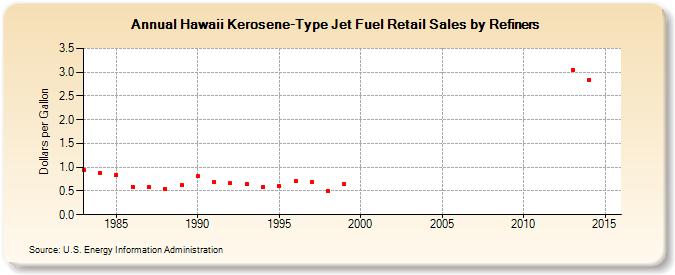 Annual Hawaii Kerosene-Type Jet Fuel Retail Sales by Refiners
Dollars per Gallon
3.5
3.0
2.5
2.0
1.5
1.0
0.5
0.0
1985 1990 1995 2000 2005 2010 2015
Source: U.S. Energy Information Administration